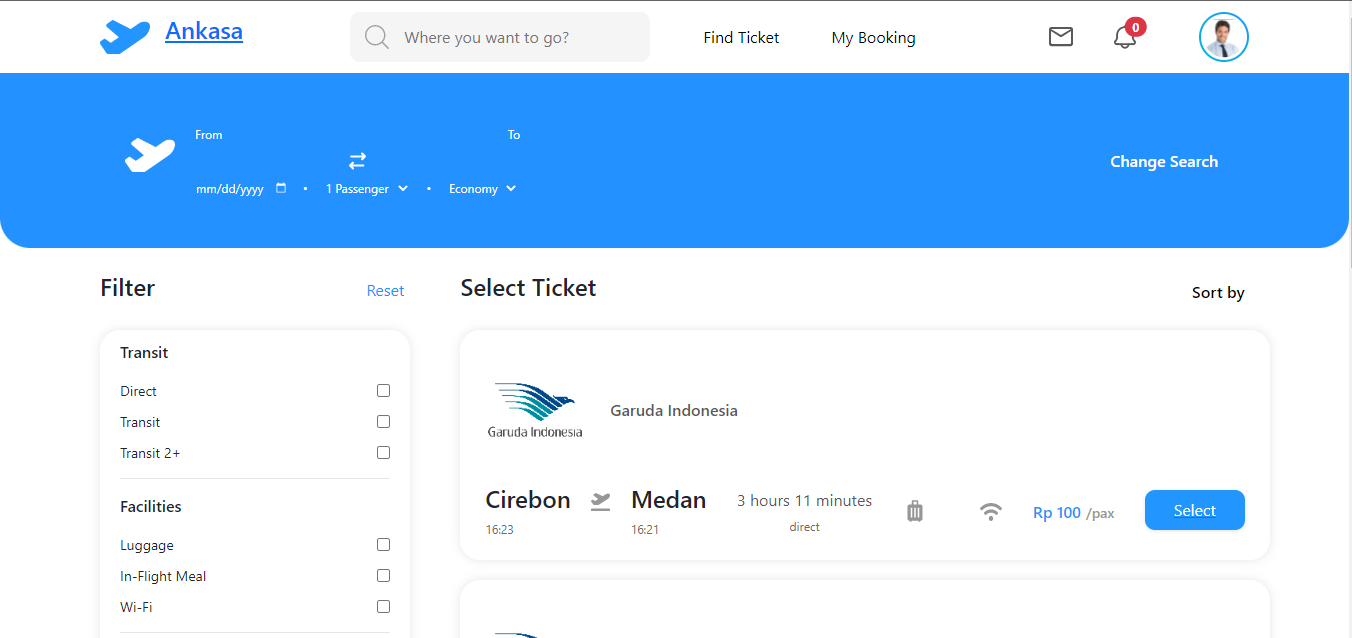 Ankasa
Where you want to go?
Find Ticket
My Booking
0
From
To
mm/dd/yyyy • 1 Passenger • Economy
Change Search
Filter
Reset
Transit
Direct
Transit
Transit 2+
Facilities
Luggage
In-Flight Meal
Wi-Fi
Select Ticket
Sort by
Garuda Indonesia
Garuda Indonesia
Cirebon
16:23
Medan
16:21
3 hours 11 minutes
direct
Rp 100 /pax
Select